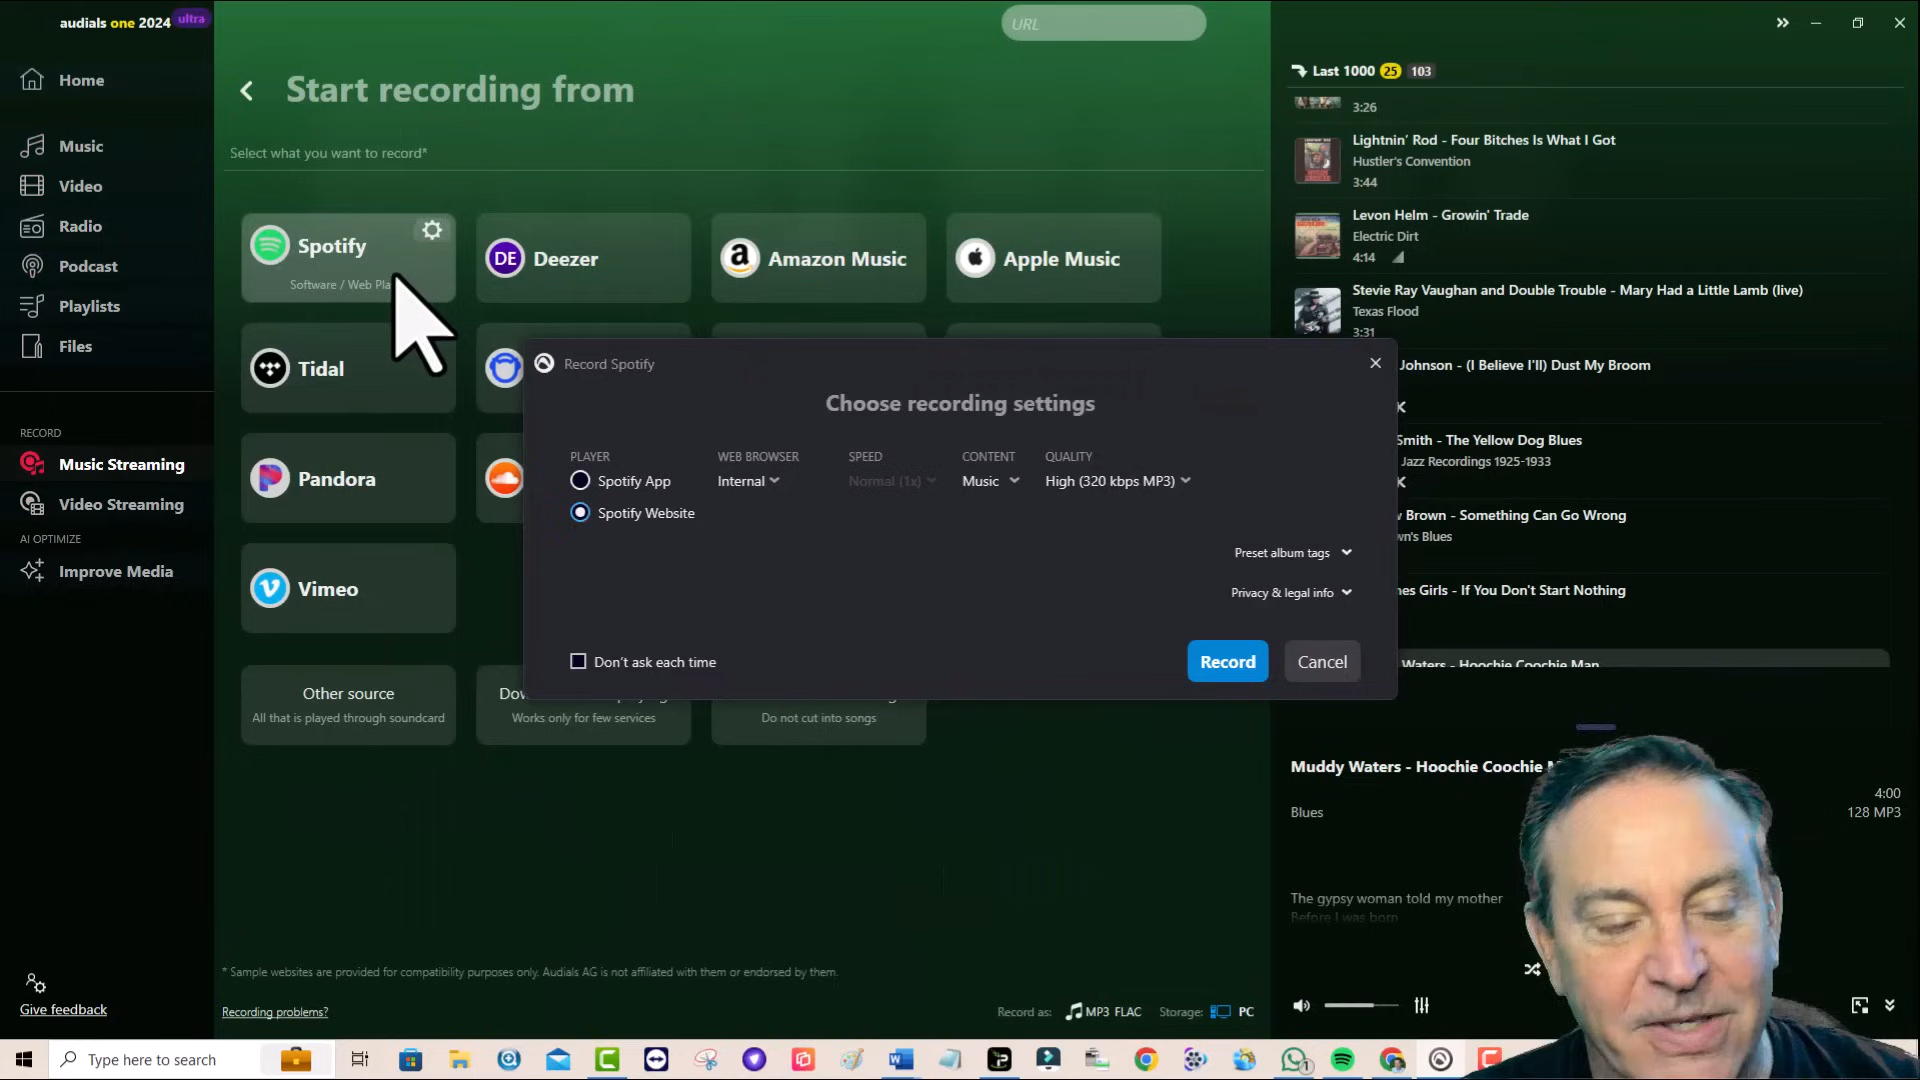 audials one 2024 ultra
URL
Home
Music
Video
Radio
Podcast
Playlists
Files
RECORD
Music Streaming
Video Streaming
AI OPTIMIZE
Improve Media
Give feedback
Start recording from
Select what you want to record*
Spotify
Software / Web Pla
DE Deezer
Amazon Music
Apple Music
Tidal
Pandora
Vimeo
Other source
All that is played through soundcard
Works only for few services
Do not cut into songs
Record Spotify
Choose recording settings
PLAYER WEB BROWSER SPEED CONTENT QUALITY
Spotify App Internal Normal (1x) Music High (320 kbps MP3)
Spotify Website
Preset album tags
Privacy & legal info
Don't ask each time
Record Cancel
* Sample websites are provided for compatibility purposes only. Audials AG is not affiliated with them or endorsed by them.
Recording problems?
Record as: MP3 FLAC Storage: PC
Last 1000 25 103
3:26
Lightnin' Rod - Four Bitches Is What I Got
Hustler's Convention
3:44
Levon Helm - Growin' Trade
Electric Dirt
4:14
Stevie Ray Vaughan and Double Trouble - Mary Had a Little Lamb (live)
Texas Flood
3:31
Johnson - (I Believe I'll) Dust My Broom
Smith - The Yellow Dog Blues
Jazz Recordings 1925-1933
Brown - Something Can Go Wrong
wn's Blues
es Girls - If You Don't Start Nothing
Waters - Hoochie Coochie Man
Muddy Waters - Hoochie Coochie
4:00
Blues
128 MP3
The gypsy woman told my mother
Before I was born
Type here to search